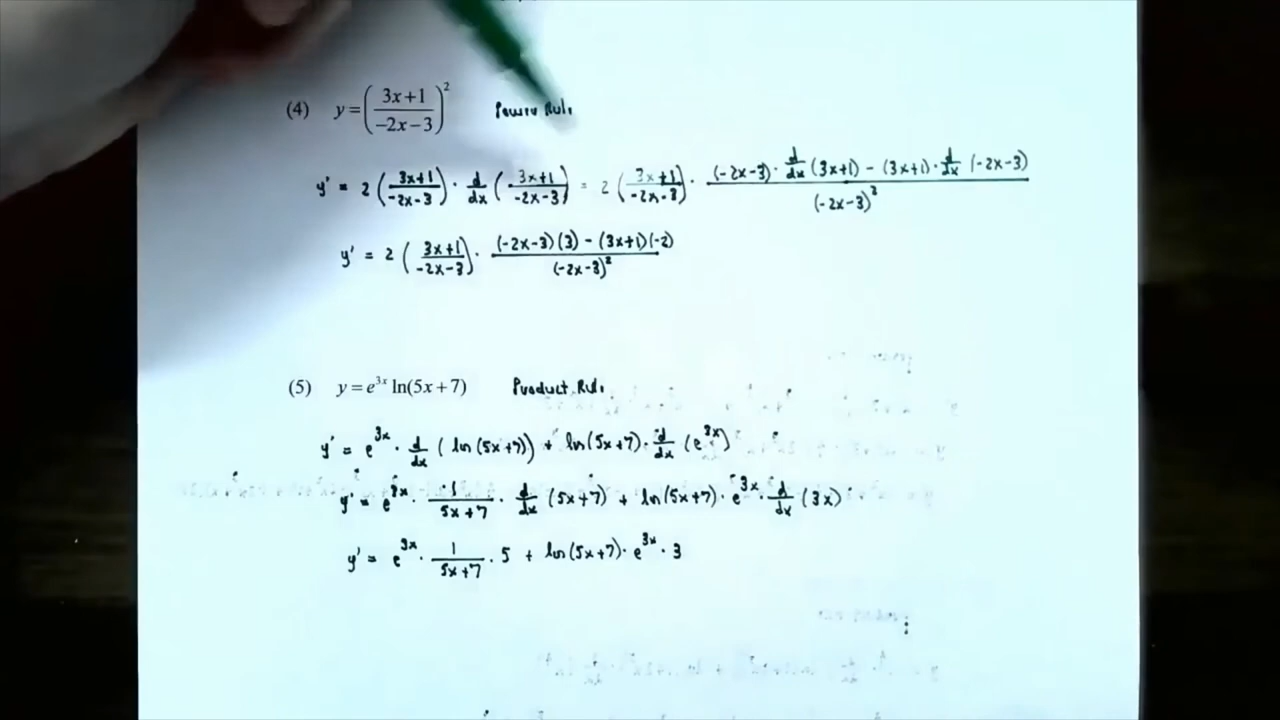 (4) y = ( (3x+1)/(-2x-3) )^2 Power Rule
y' = 2 ( (3x+1)/(-2x-3) ) · d/dx ( (3x+1)/(-2x-3) ) = 2 ( (3x+1)/(-2x-3) ) · ( (-2x-3) · d/dx (3x+1) - (3x+1) · d/dx (-2x-3) ) / (-2x-3)^2
y' = 2 ( (3x+1)/(-2x-3) ) · ( (-2x-3)(3) - (3x+1)(-2) ) / (-2x-3)^2
(5) y = e^{3x} ln(5x+7) Product Rule
y' = e^{3x} · d/dx ( ln(5x+7) ) + ln(5x+7) · d/dx (e^{3x})
y' = e^{3x} · 1/(5x+7) · d/dx (5x+7) + ln(5x+7) · e^{3x} · d/dx (3x)
y' = e^{3x} · 1/(5x+7) · 5 + ln(5x+7) · e^{3x} · 3